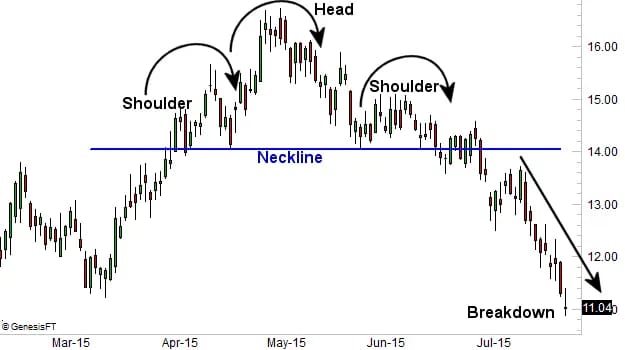 Head
16.00
Shoulder
Shoulder
15.00
14.00
Neckline
13.00
12.00
Breakdown
11.04
© GenesisFT
Mar-15
Apr-15
May-15
Jun-15
Jul-15